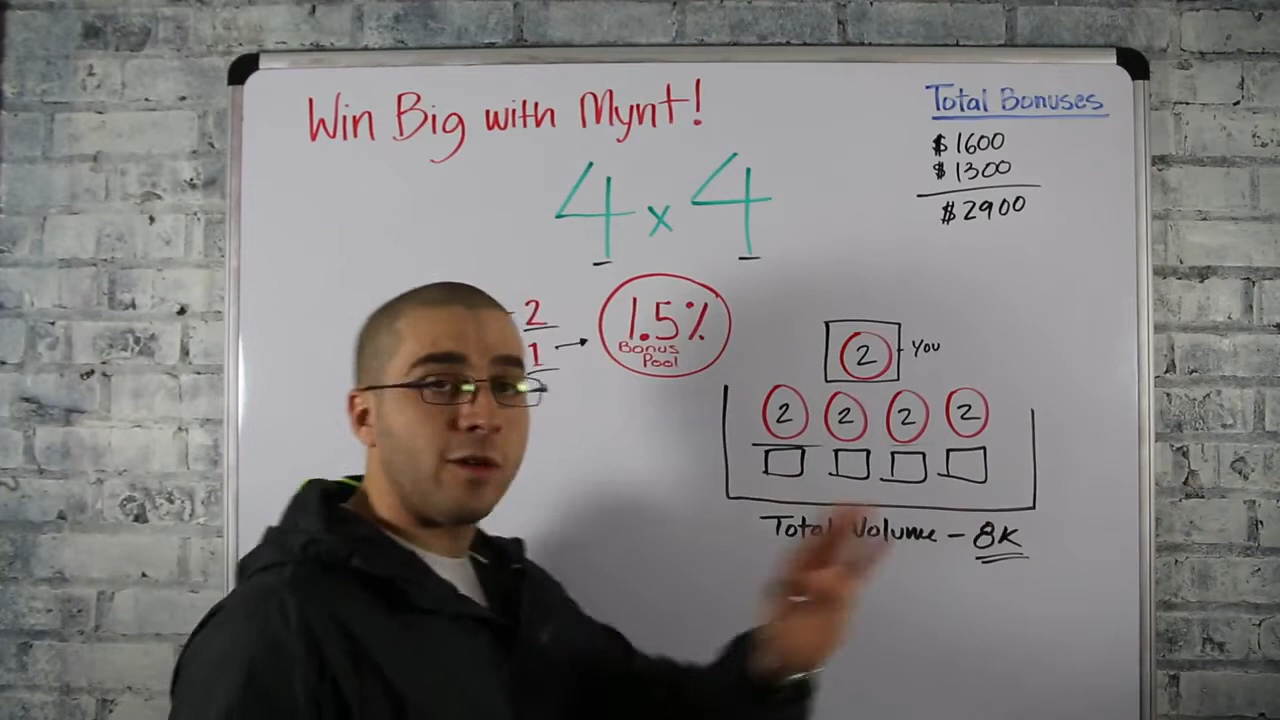 Win Big with Mynt!
4 x 4
2
1
1.5%
Bonus
Pool
Total Bonuses
$1600
$1300
$2900
2 - You
2 2 2 2
Total Volume - 8K